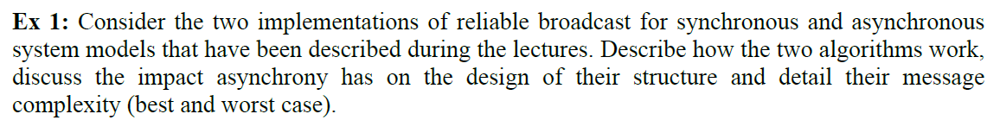 Ex 1: Consider the two implementations of reliable broadcast for synchronous and asynchronous
system models that have been described during the lectures. Describe how the two algorithms work,
discuss the impact asynchrony has on the design of their structure and detail their message
complexity (best and worst case).